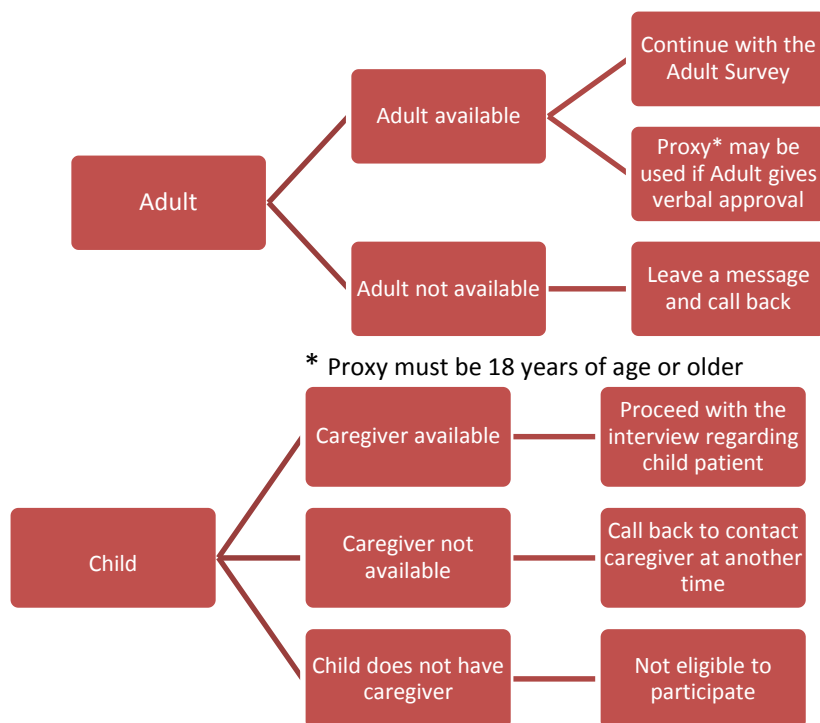 Continue with the
Adult Survey
Adult available
Proxy* may be
used if Adult gives
verbal approval
Adult
Adult not available
Leave a message
and call back
* Proxy must be 18 years of age or older
Caregiver available
Proceed with the
interview regarding
child patient
Child
Caregiver not
available
Call back to contact
caregiver at another
time
Child does not have
caregiver
Not eligible to
participate